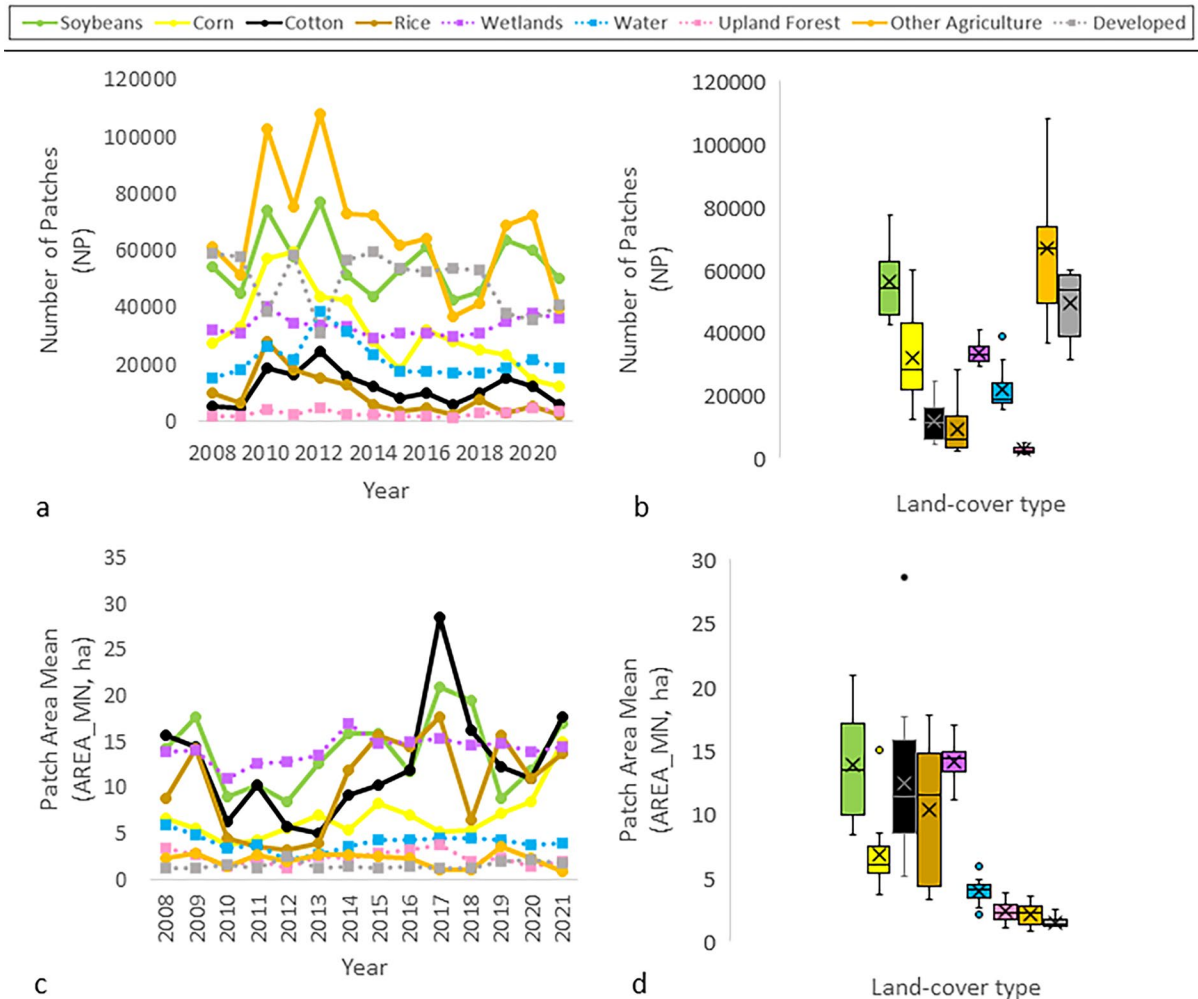 Soybeans Corn Cotton Rice Wetlands Water Upland Forest Other Agriculture Developed
120000
100000
80000
60000
40000
20000
0
Number of Patches
(NP)
2008 2010 2012 2014 2016 2018 2020
Year
a
120000
100000
80000
60000
40000
20000
0
Number of Patches
(NP)
Land-cover type
b
35
30
25
20
15
10
5
0
Patch Area Mean
(AREA_MN, ha)
2008 2009 2010 2011 2012 2013 2014 2015 2016 2017 2018 2019 2020 2021
Year
c
30
25
20
15
10
5
0
Patch Area Mean
(AREA_MN, ha)
Land-cover type
d